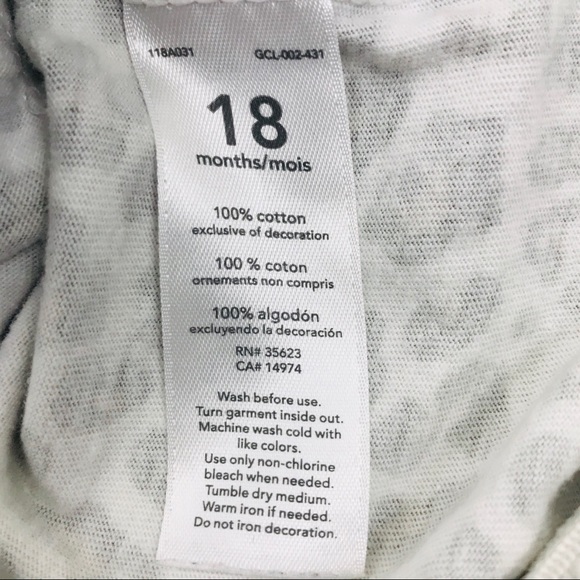 118A031 GCL-002-431
18
months/mois
100% cotton
exclusive of decoration
100 % coton
ornements non compris
100% algodón
excluyendo la decoración
RN# 35623
CA# 14974
Wash before use.
Turn garment inside out.
Machine wash cold with
like colors.
Use only non-chlorine
bleach when needed.
Tumble dry medium.
Warm iron if needed.
Do not iron decoration.